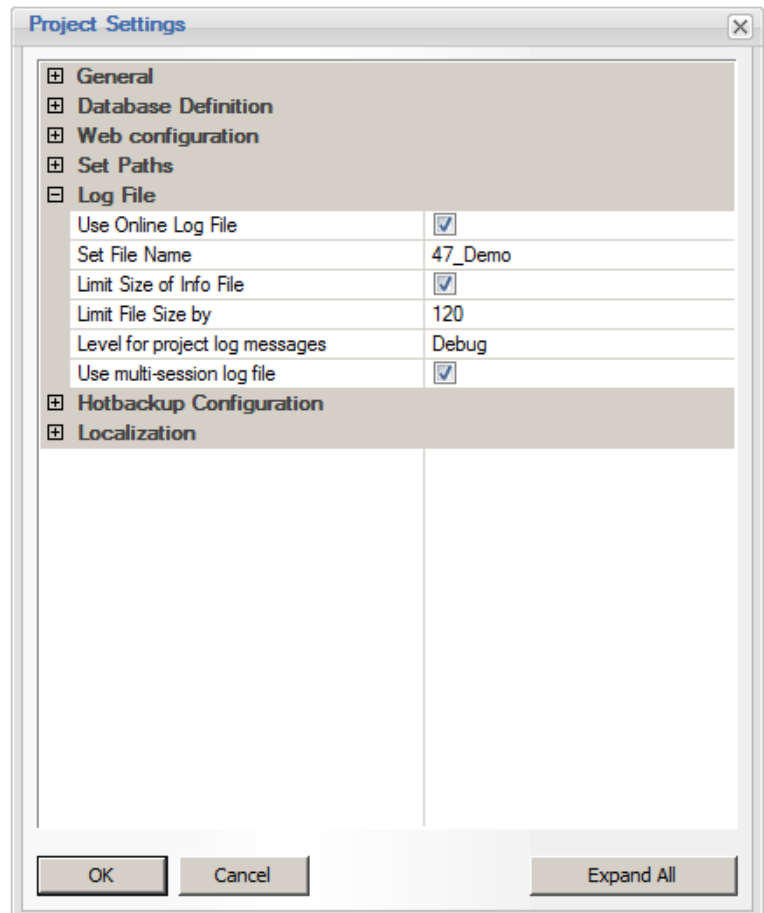 Project Settings
General
Database Definition
Web configuration
Set Paths
Log File
Use Online Log File
Set File Name 47_Demo
Limit Size of Info File
Limit File Size by 120
Level for project log messages Debug
Use multi-session log file
Hotbackup Configuration
Localization
OK Cancel Expand All